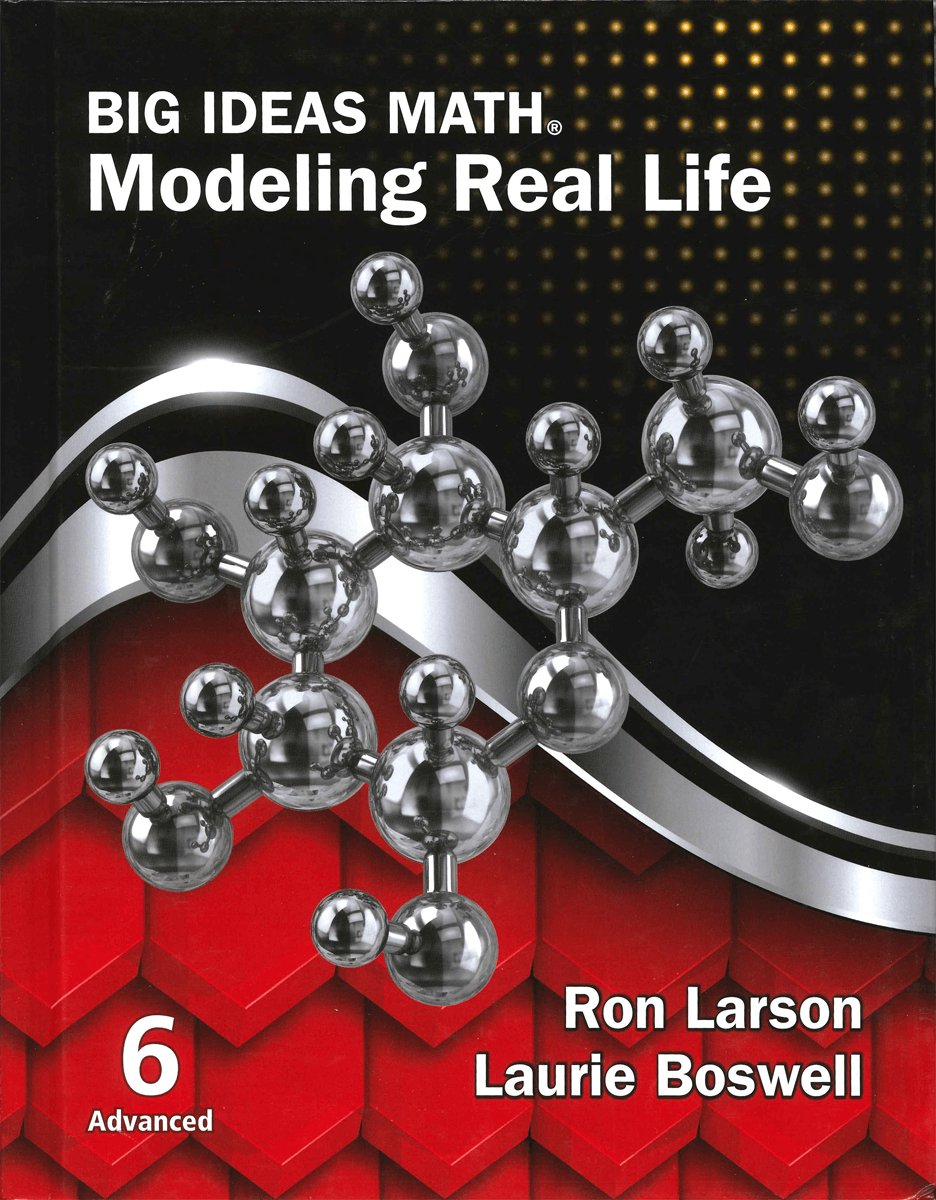 BIG IDEAS MATH®
Modeling Real Life
Ron Larson
Laurie Boswell
6
Advanced